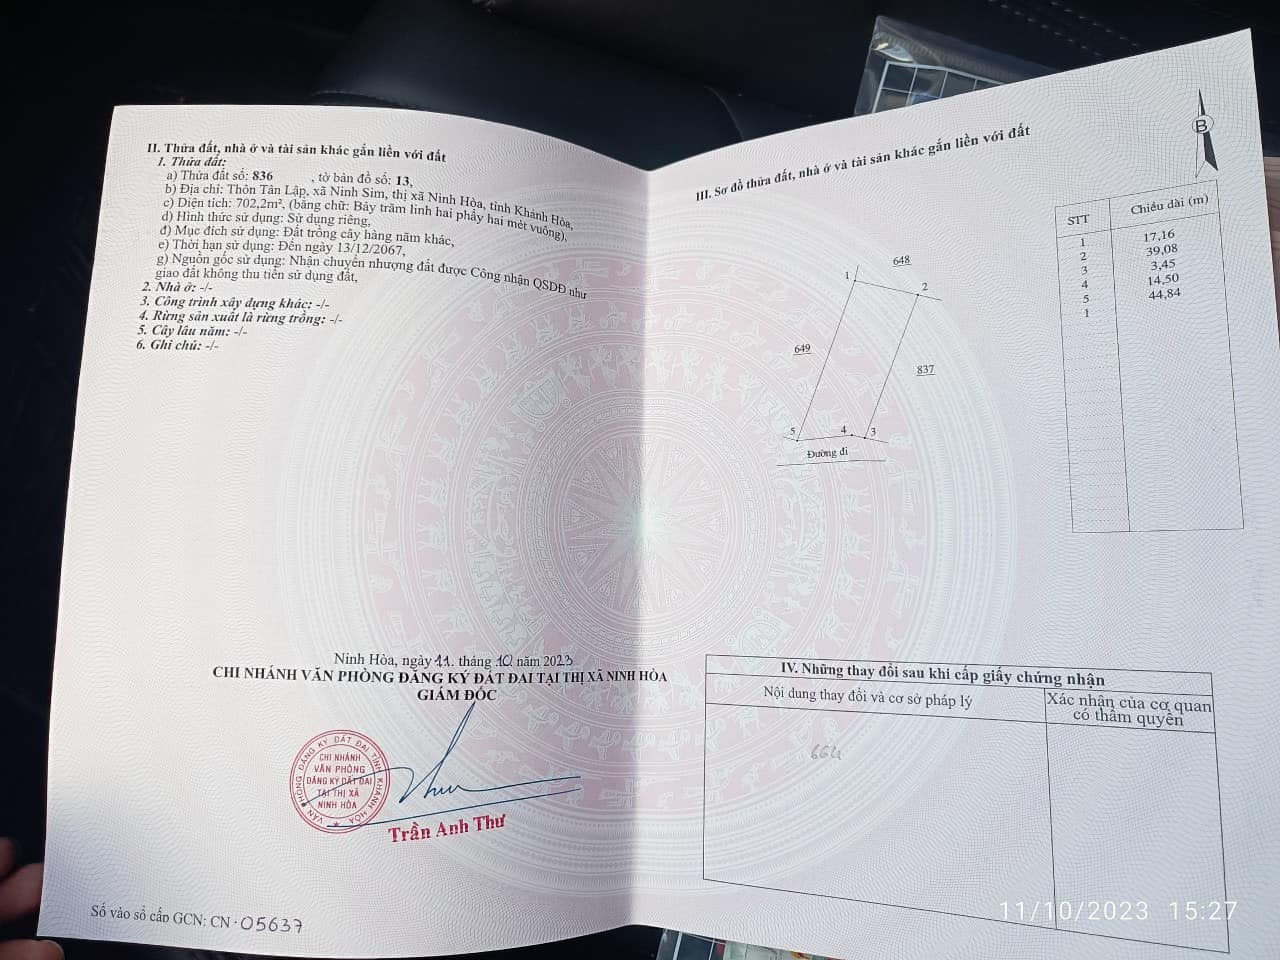 II. Thửa đất, nhà ở và tài sản khác gắn liền với đất
1. Thửa đất:
a) Thửa đất số: 836 , tờ bản đồ số: 13,
b) Địa chỉ: Thôn Tân Lập, xã Ninh Sim, thị xã Ninh Hòa, tỉnh Khánh Hòa,
c) Diện tích: 702,2m², (bằng chữ: Bảy trăm linh hai phẩy hai mét vuông),
d) Hình thức sử dụng: Sử dụng riêng,
đ) Mục đích sử dụng: Đất trồng cây hàng năm khác,
e) Thời hạn sử dụng: Đến ngày 13/12/2067,
g) Nguồn gốc sử dụng: Nhận chuyển nhượng đất được Công nhận QSDĐ như
giao đất không thu tiền sử dụng đất,
2. Nhà ở: -/-
3. Công trình xây dựng khác: -/-
4. Rừng sản xuất là rừng trồng: -/-
5. Cây lâu năm: -/-
6. Ghi chú: -/-
Ninh Hòa, ngày 11. tháng 10 năm 2023
CHI NHÁNH VĂN PHÒNG ĐĂNG KÝ ĐẤT ĐAI TẠI THỊ XÃ NINH HÒA
GIÁM ĐỐC
VĂN PHÒNG ĐĂNG KÝ ĐẤT ĐAI TỈNH KHÁNH HÒA
CHI NHÁNH
VĂN PHÒNG
ĐĂNG KÝ ĐẤT ĐAI
TẠI THỊ XÃ
NINH HÒA
Trần Anh Thư
Số vào sổ cấp GCN: CN - 05637
III. Sơ đồ thửa đất, nhà ở và tài sản khác gắn liền với đất
B
STT Chiều dài (m)
1 17,16
2 39,08
3 3,45
4 14,50
5 44,84
1
648
1
2
649
837
5
4
3
Đường đi
IV. Những thay đổi sau khi cấp giấy chứng nhận
Nội dung thay đổi và cơ sở pháp lý
Xác nhận của cơ quan
có thẩm quyền
664
11/10/2023 15:27